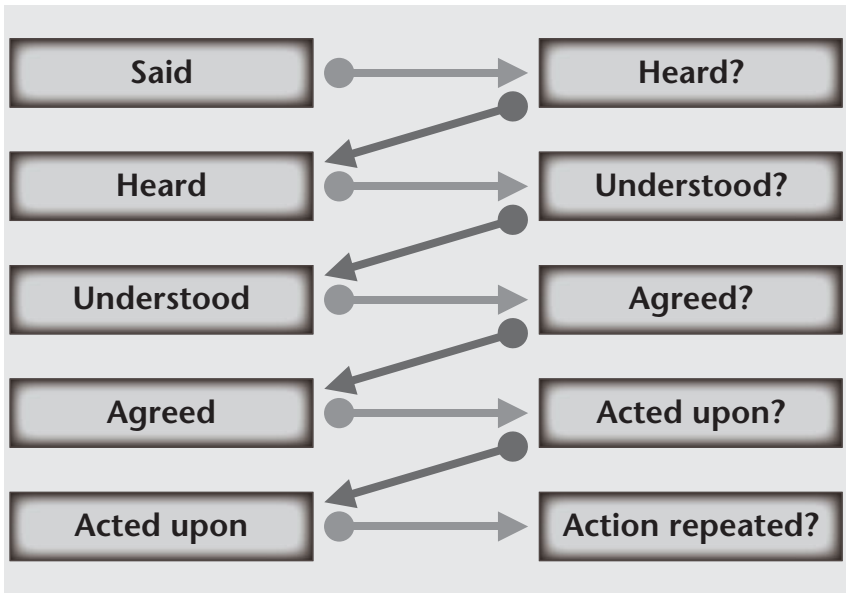 Said
Heard?
Heard
Understood?
Understood
Agreed?
Agreed
Acted upon?
Acted upon
Action repeated?